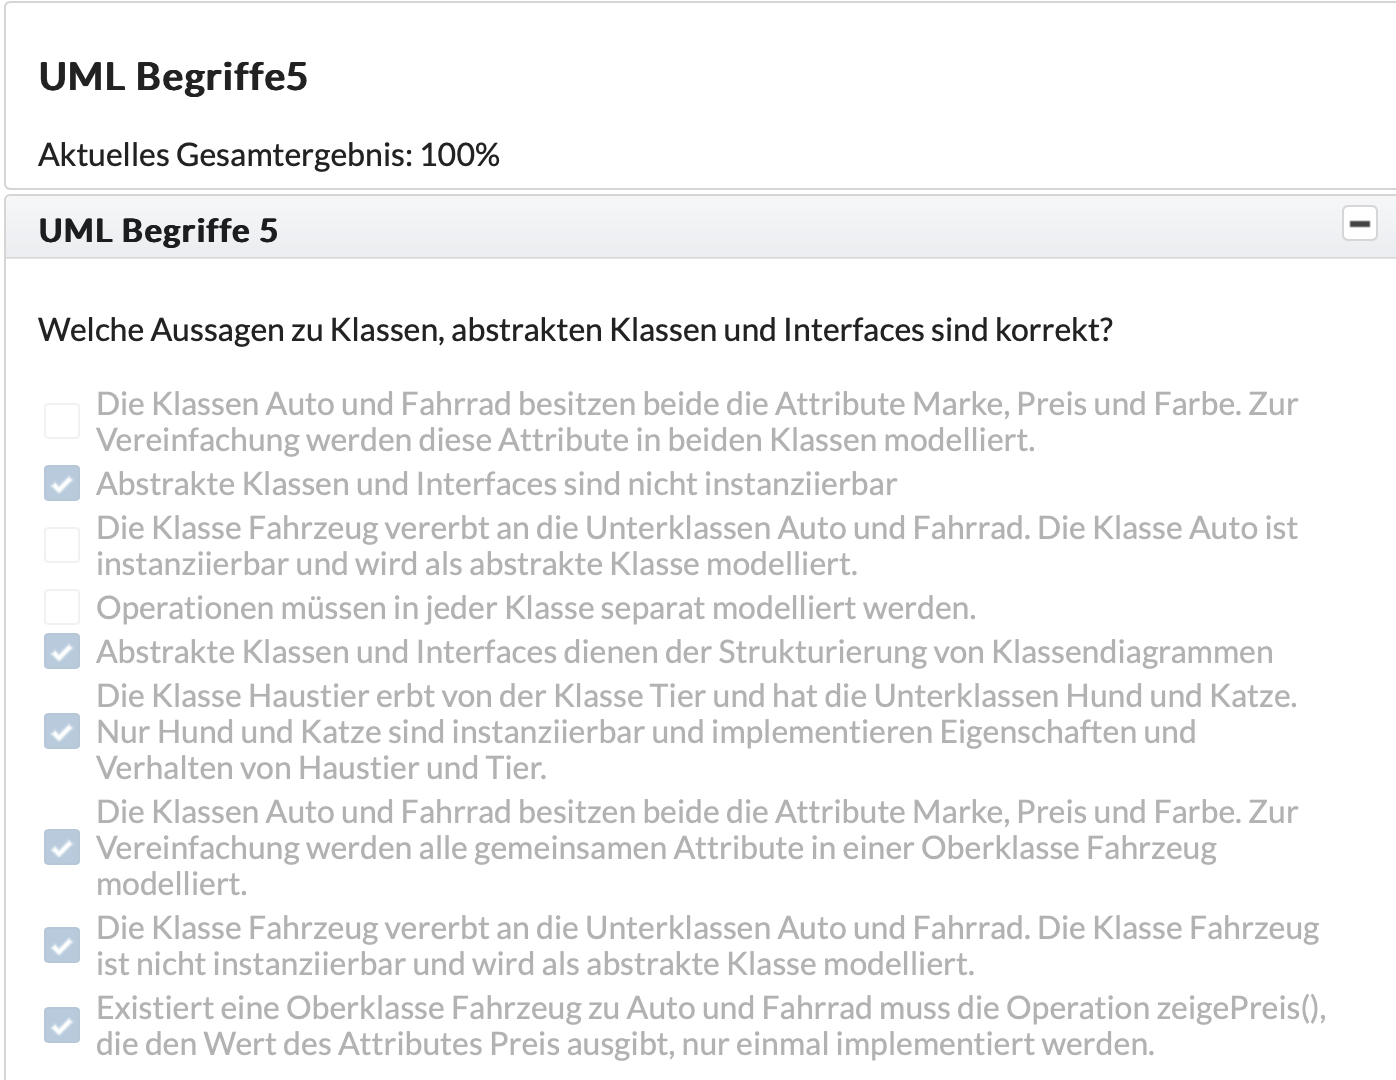 UML Begriffe5
Aktuelles Gesamtergebnis: 100%
UML Begriffe 5
Welche Aussagen zu Klassen, abstrakten Klassen und Interfaces sind korrekt?
Die Klassen Auto und Fahrrad besitzen beide die Attribute Marke, Preis und Farbe. Zur
Vereinfachung werden diese Attribute in beiden Klassen modelliert.
Abstrakte Klassen und Interfaces sind nicht instanziierbar
Die Klasse Fahrzeug vererbt an die Unterklassen Auto und Fahrrad. Die Klasse Auto ist
instanziierbar und wird als abstrakte Klasse modelliert.
Operationen müssen in jeder Klasse separat modelliert werden.
Abstrakte Klassen und Interfaces dienen der Strukturierung von Klassendiagrammen
Die Klasse Haustier erbt von der Klasse Tier und hat die Unterklassen Hund und Katze.
Nur Hund und Katze sind instanziierbar und implementieren Eigenschaften und
Verhalten von Haustier und Tier.
Die Klassen Auto und Fahrrad besitzen beide die Attribute Marke, Preis und Farbe. Zur
Vereinfachung werden alle gemeinsamen Attribute in einer Oberklasse Fahrzeug
modelliert.
Die Klasse Fahrzeug vererbt an die Unterklassen Auto und Fahrrad. Die Klasse Fahrzeug
ist nicht instanziierbar und wird als abstrakte Klasse modelliert.
Existiert eine Oberklasse Fahrzeug zu Auto und Fahrrad muss die Operation zeigePreis(),
die den Wert des Attributes Preis ausgibt, nur einmal implementiert werden.